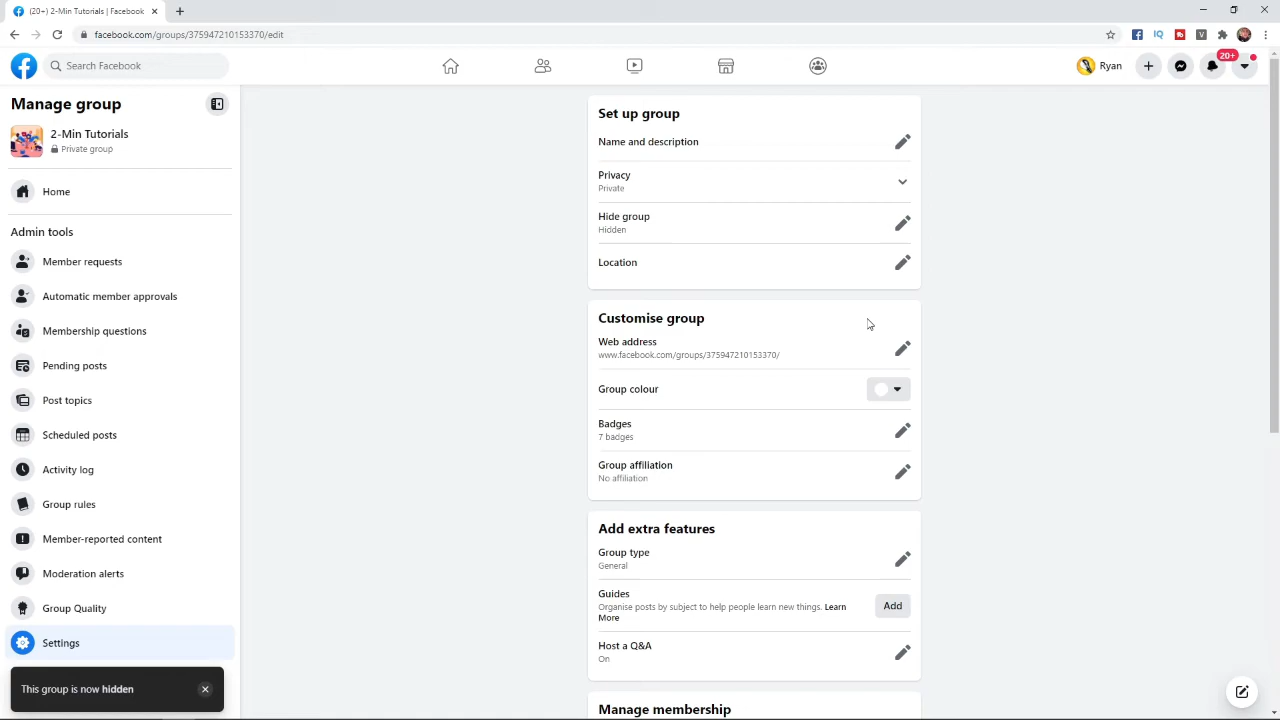 (20+) 2-Min Tutorials | Facebook
facebook.com/groups/375947210153370/edit
Search Facebook
Ryan
20+
Manage group
2-Min Tutorials
Private group
Home
Admin tools
Member requests
Automatic member approvals
Membership questions
Pending posts
Post topics
Scheduled posts
Activity log
Group rules
Member-reported content
Moderation alerts
Group Quality
Settings
This group is now hidden
Set up group
Name and description
Privacy
Private
Hide group
Hidden
Location
Customise group
Web address
www.facebook.com/groups/375947210153370/
Group colour
Badges
7 badges
Group affiliation
No affiliation
Add extra features
Group type
General
Guides
Organise posts by subject to help people learn new things. Learn
More
Add
Host a Q&A
On
Manage membership